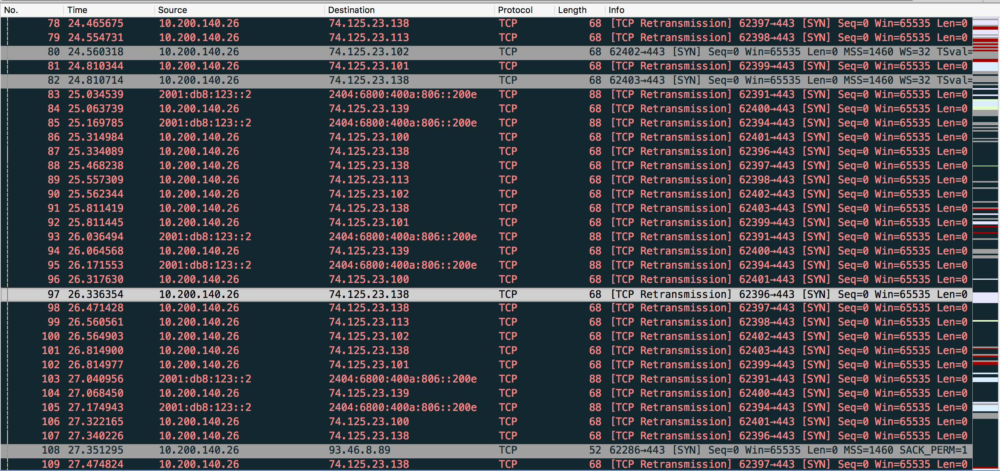 No. Time Source Destination Protocol Length Info
78 24.465675 10.200.140.26 74.125.23.138 TCP 68 [TCP Retransmission] 62397→443 [SYN] Seq=0 Win=65535 Len=0
79 24.554731 10.200.140.26 74.125.23.113 TCP 68 [TCP Retransmission] 62398→443 [SYN] Seq=0 Win=65535 Len=0
80 24.560318 10.200.140.26 74.125.23.102 TCP 68 62402→443 [SYN] Seq=0 Win=65535 Len=0 MSS=1460 WS=32 TSval=
81 24.810344 10.200.140.26 74.125.23.101 TCP 68 [TCP Retransmission] 62399→443 [SYN] Seq=0 Win=65535 Len=0
82 24.810714 10.200.140.26 74.125.23.138 TCP 68 62403→443 [SYN] Seq=0 Win=65535 Len=0 MSS=1460 WS=32 TSval=
83 25.034539 2001:db8:123::2 2404:6800:400a:806::200e TCP 88 [TCP Retransmission] 62391→443 [SYN] Seq=0 Win=65535 Len=0
84 25.063739 10.200.140.26 74.125.23.139 TCP 68 [TCP Retransmission] 62400→443 [SYN] Seq=0 Win=65535 Len=0
85 25.169785 2001:db8:123::2 2404:6800:400a:806::200e TCP 88 [TCP Retransmission] 62394→443 [SYN] Seq=0 Win=65535 Len=0
86 25.314984 10.200.140.26 74.125.23.100 TCP 68 [TCP Retransmission] 62401→443 [SYN] Seq=0 Win=65535 Len=0
87 25.334089 10.200.140.26 74.125.23.138 TCP 68 [TCP Retransmission] 62396→443 [SYN] Seq=0 Win=65535 Len=0
88 25.468238 10.200.140.26 74.125.23.138 TCP 68 [TCP Retransmission] 62397→443 [SYN] Seq=0 Win=65535 Len=0
89 25.557309 10.200.140.26 74.125.23.113 TCP 68 [TCP Retransmission] 62398→443 [SYN] Seq=0 Win=65535 Len=0
90 25.562344 10.200.140.26 74.125.23.102 TCP 68 [TCP Retransmission] 62402→443 [SYN] Seq=0 Win=65535 Len=0
91 25.811419 10.200.140.26 74.125.23.138 TCP 68 [TCP Retransmission] 62403→443 [SYN] Seq=0 Win=65535 Len=0
92 25.811445 10.200.140.26 74.125.23.101 TCP 68 [TCP Retransmission] 62399→443 [SYN] Seq=0 Win=65535 Len=0
93 26.036494 2001:db8:123::2 2404:6800:400a:806::200e TCP 88 [TCP Retransmission] 62391→443 [SYN] Seq=0 Win=65535 Len=0
94 26.064568 10.200.140.26 74.125.23.139 TCP 68 [TCP Retransmission] 62400→443 [SYN] Seq=0 Win=65535 Len=0
95 26.171553 2001:db8:123::2 2404:6800:400a:806::200e TCP 88 [TCP Retransmission] 62394→443 [SYN] Seq=0 Win=65535 Len=0
96 26.317630 10.200.140.26 74.125.23.100 TCP 68 [TCP Retransmission] 62401→443 [SYN] Seq=0 Win=65535 Len=0
97 26.336354 10.200.140.26 74.125.23.138 TCP 68 [TCP Retransmission] 62396→443 [SYN] Seq=0 Win=65535 Len=0
98 26.471428 10.200.140.26 74.125.23.138 TCP 68 [TCP Retransmission] 62397→443 [SYN] Seq=0 Win=65535 Len=0
99 26.560561 10.200.140.26 74.125.23.113 TCP 68 [TCP Retransmission] 62398→443 [SYN] Seq=0 Win=65535 Len=0
100 26.564903 10.200.140.26 74.125.23.102 TCP 68 [TCP Retransmission] 62402→443 [SYN] Seq=0 Win=65535 Len=0
101 26.814900 10.200.140.26 74.125.23.138 TCP 68 [TCP Retransmission] 62403→443 [SYN] Seq=0 Win=65535 Len=0
102 26.814977 10.200.140.26 74.125.23.101 TCP 68 [TCP Retransmission] 62399→443 [SYN] Seq=0 Win=65535 Len=0
103 27.040956 2001:db8:123::2 2404:6800:400a:806::200e TCP 88 [TCP Retransmission] 62391→443 [SYN] Seq=0 Win=65535 Len=0
104 27.068450 10.200.140.26 74.125.23.139 TCP 68 [TCP Retransmission] 62400→443 [SYN] Seq=0 Win=65535 Len=0
105 27.174943 2001:db8:123::2 2404:6800:400a:806::200e TCP 88 [TCP Retransmission] 62394→443 [SYN] Seq=0 Win=65535 Len=0
106 27.322165 10.200.140.26 74.125.23.100 TCP 68 [TCP Retransmission] 62401→443 [SYN] Seq=0 Win=65535 Len=0
107 27.340226 10.200.140.26 74.125.23.138 TCP 68 [TCP Retransmission] 62396→443 [SYN] Seq=0 Win=65535 Len=0
108 27.351295 10.200.140.26 93.46.8.89 TCP 52 62286→443 [SYN] Seq=0 Win=65535 Len=0 MSS=1460 SACK_PERM=1
109 27.474824 10.200.140.26 74.125.23.138 TCP 68 [TCP Retransmission] 62397→443 [SYN] Seq=0 Win=65535 Len=0